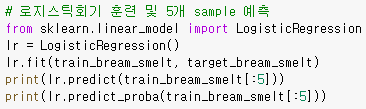 # 로지스틱회기 훈련 및 5개 sample 예측
from sklearn.linear_model import LogisticRegression
lr = LogisticRegression()
lr.fit(train_bream_smelt, target_bream_smelt)
print(lr.predict(train_bream_smelt[:5]))
print(lr.predict_proba(train_bream_smelt[:5]))